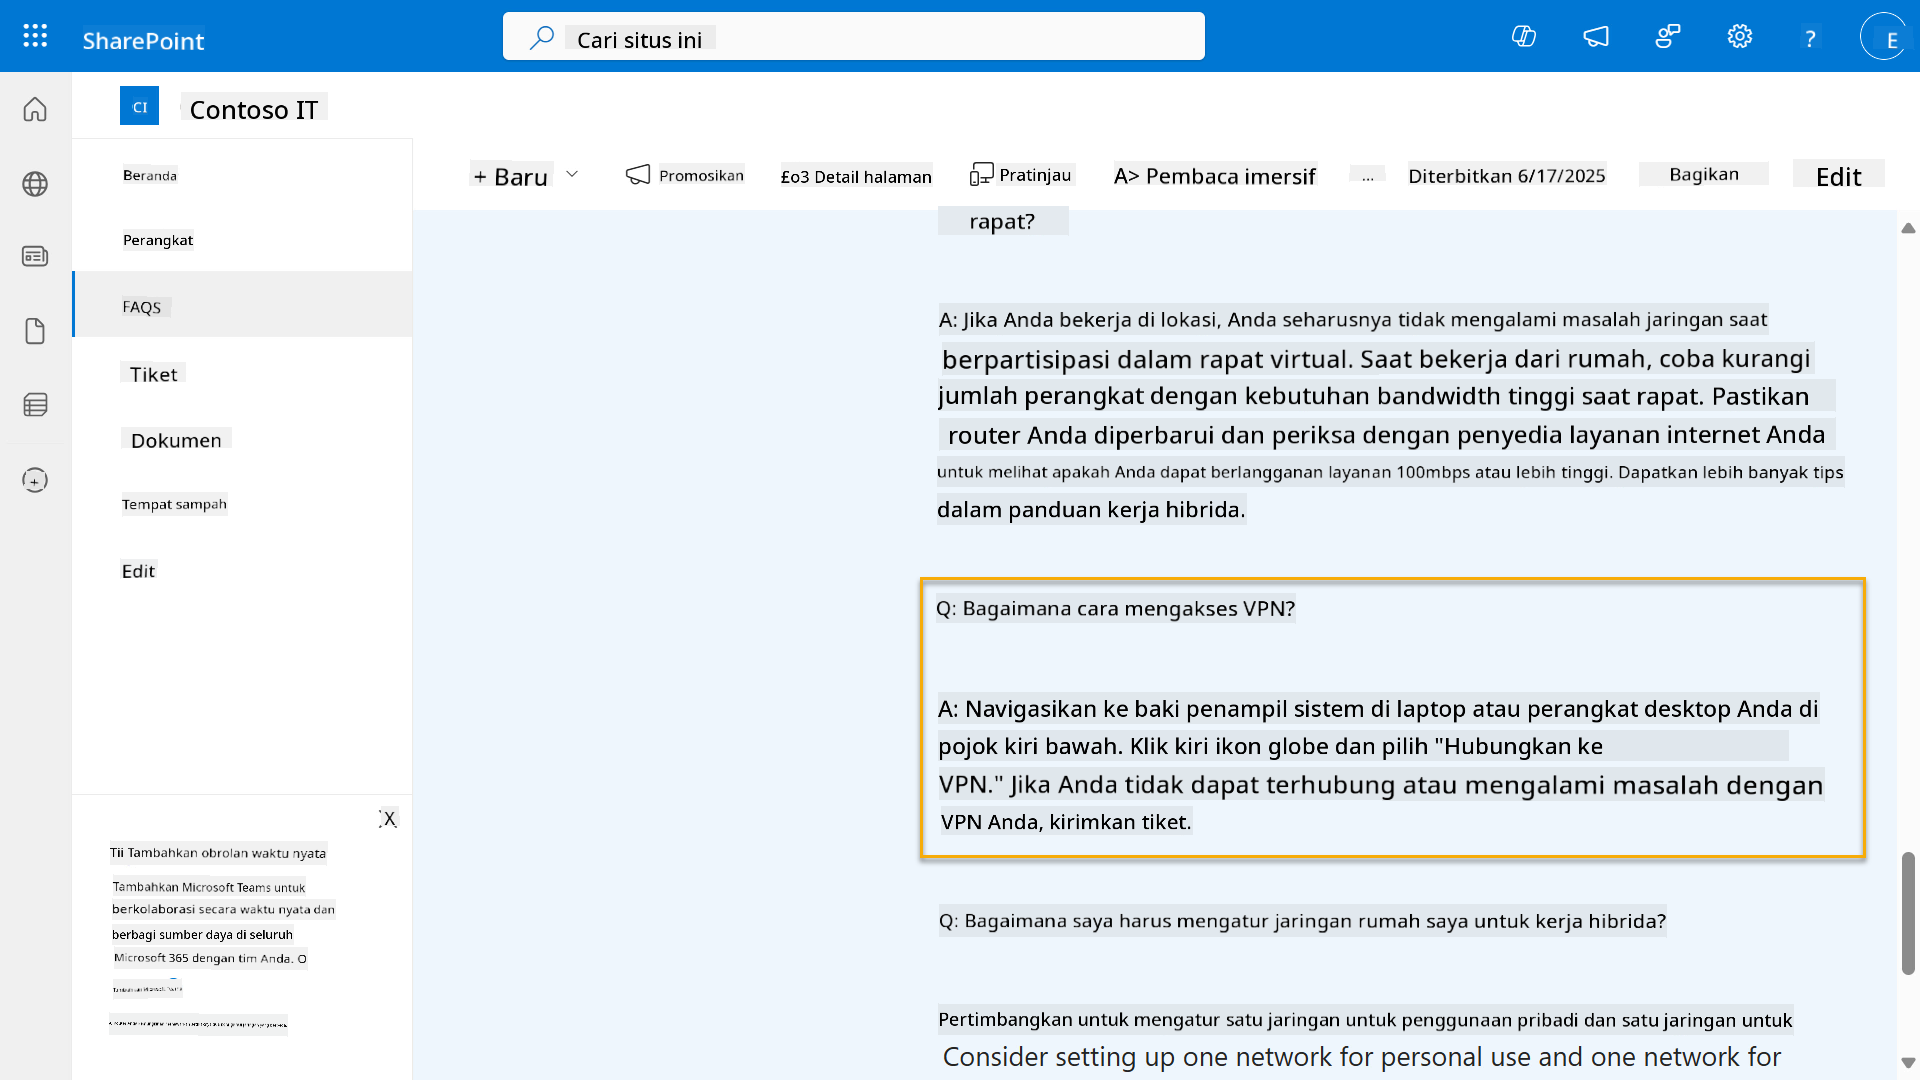 SharePoint
Cari situs ini
?
E
CI
Contoso IT
Beranda
Perangkat
FAQS
Tiket
Dokumen
Tempat sampah
Edit
+ Baru
Promosikan
£o3 Detail halaman
Pratinjau
A> Pembaca imersif
...
Diterbitkan 6/17/2025
Bagikan
Edit
rapat?
A: Jika Anda bekerja di lokasi, Anda seharusnya tidak mengalami masalah jaringan saat
berpartisipasi dalam rapat virtual. Saat bekerja dari rumah, coba kurangi
jumlah perangkat dengan kebutuhan bandwidth tinggi saat rapat. Pastikan
router Anda diperbarui dan periksa dengan penyedia layanan internet Anda
untuk melihat apakah Anda dapat berlangganan layanan 100mbps atau lebih tinggi. Dapatkan lebih banyak tips
dalam panduan kerja hibrida.
Q: Bagaimana cara mengakses VPN?
A: Navigasikan ke baki penampil sistem di laptop atau perangkat desktop Anda di
pojok kiri bawah. Klik kiri ikon globe dan pilih "Hubungkan ke
VPN." Jika Anda tidak dapat terhubung atau mengalami masalah dengan
VPN Anda, kirimkan tiket.
Q: Bagaimana saya harus mengatur jaringan rumah saya untuk kerja hibrida?
Pertimbangkan untuk mengatur satu jaringan untuk penggunaan pribadi dan satu jaringan untuk
Consider setting up one network for personal use and one network for
X
Tii Tambahkan obrolan waktu nyata
Tambahkan Microsoft Teams untuk
berkolaborasi secara waktu nyata dan
berbagi sumber daya di seluruh
Microsoft 365 dengan tim Anda. O